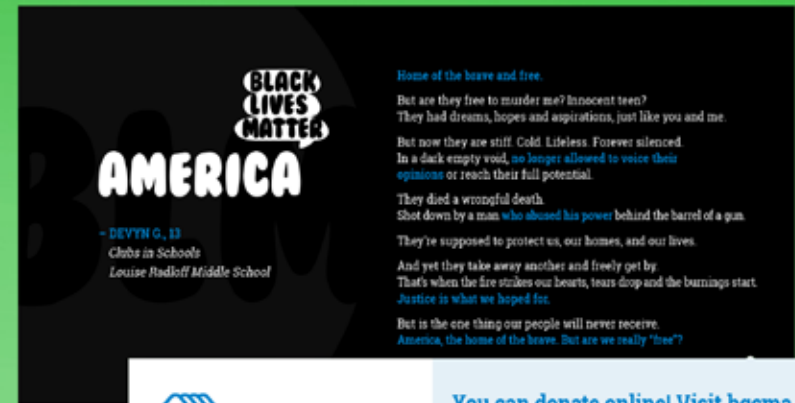 BLACK
LIVES
MATTER
AMERICA
– DEVYN G., 13
Clubs in Schools
Louise Radloff Middle School
Home of the brave and free.
But are they free to murder me? Innocent teen?
They had dreams, hopes and aspirations, just like you and me.
But now they are stiff. Cold. Lifeless. Forever silenced.
In a dark empty void, no longer allowed to voice their
opinions or reach their full potential.
They died a wrongful death.
Shot down by a man who abused his power behind the barrel of a gun.
They're supposed to protect us, our homes, and our lives.
And yet they take away another and freely get by.
That's when the fire strikes our hearts, tears drop and the burnings start.
Justice is what we hoped for.
But is the one thing our people will never receive.
America, the home of the brave. But are we really "free"?
BLM
You can donate online! Visit bgcma